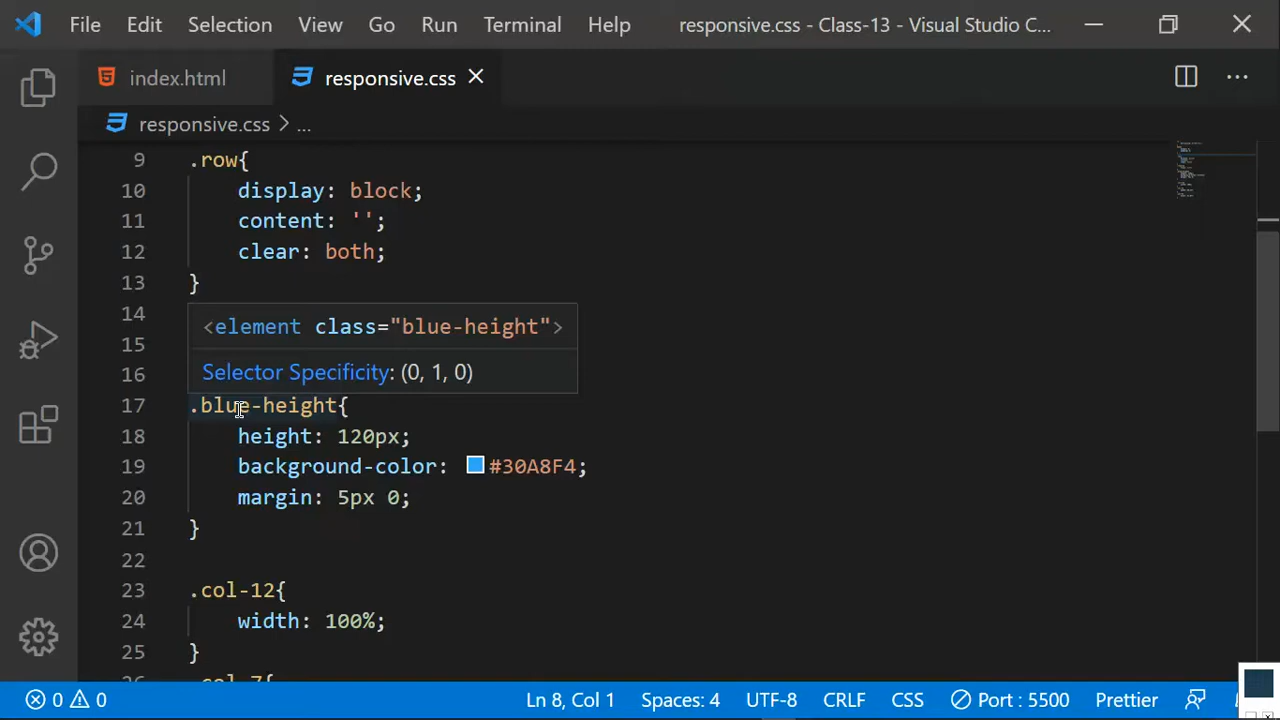 File Edit Selection View Go Run Terminal Help responsive.css - Class-13 - Visual Studio C...
index.html responsive.css
responsive.css > ...
9 .row{
10 display: block;
11 content: '';
12 clear: both;
13 }
14
<element class="blue-height">
15
Selector Specificity: (0, 1, 0)
16
17 .blue-height{
18 height: 120px;
19 background-color: #30A8F4;
20 margin: 5px 0;
21 }
22
23 .col-12{
24 width: 100%;
25 }
26 .col-7{
0 0 Ln 8, Col 1 Spaces: 4 UTF-8 CRLF CSS Port : 5500 Prettier